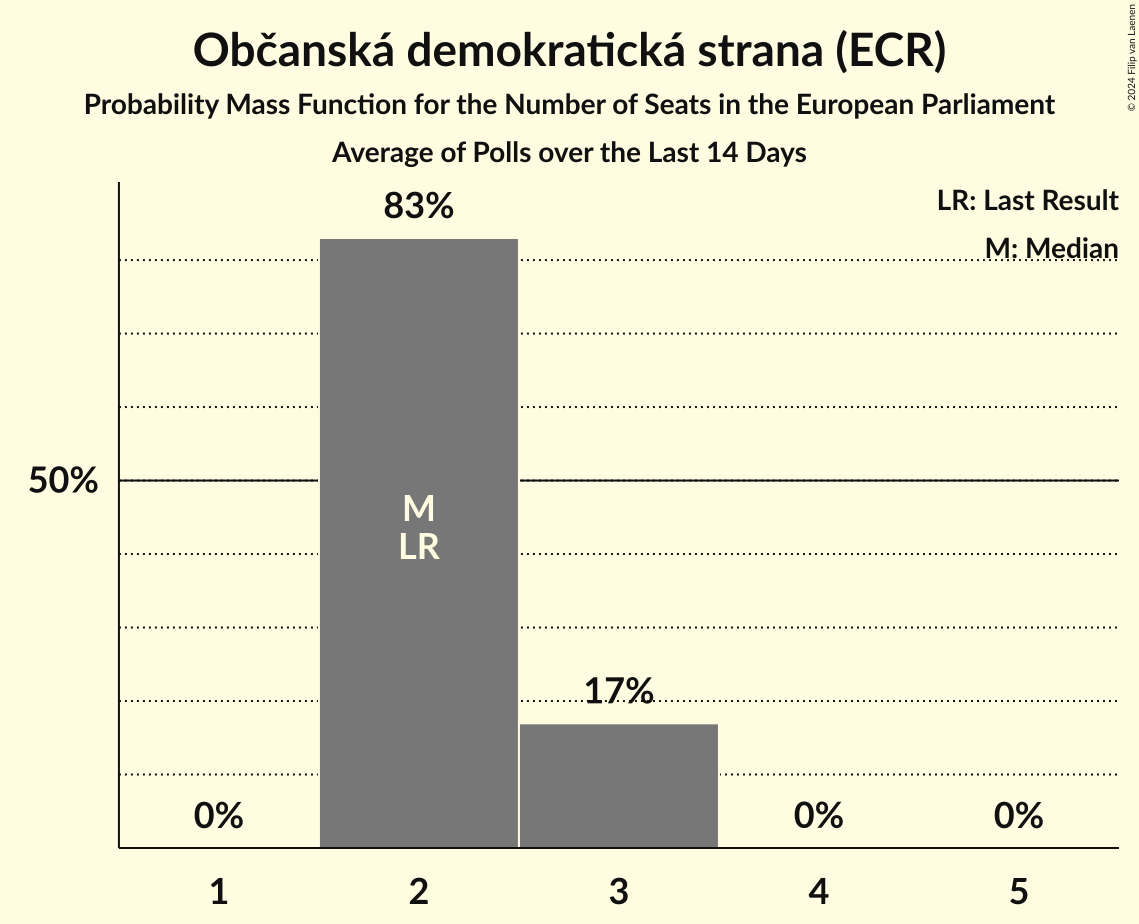 Občanská demokratická strana (ECR)
Probability Mass Function for the Number of Seats in the European Parliament
Average of Polls over the Last 14 Days
© 2024 Filip van Laenen
LR: Last Result
M: Median
83%
50%
M
LR
17%
0%
0%
0%
1
2
3
4
5